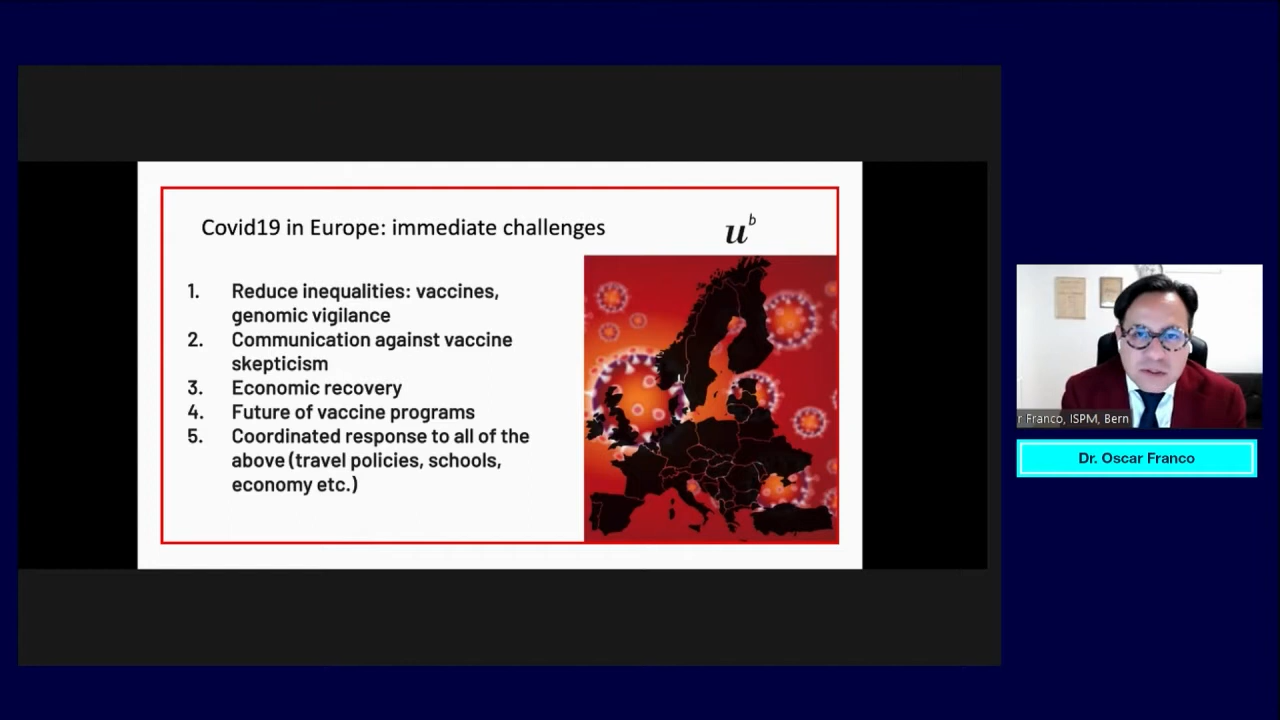 Covid19 in Europe: immediate challenges
u^b
1. Reduce inequalities: vaccines,
genomic vigilance
2. Communication against vaccine
skepticism
3. Economic recovery
4. Future of vaccine programs
5. Coordinated response to all of the
above (travel policies, schools,
economy etc.)
r Franco, ISPM, Bern
Dr. Oscar Franco